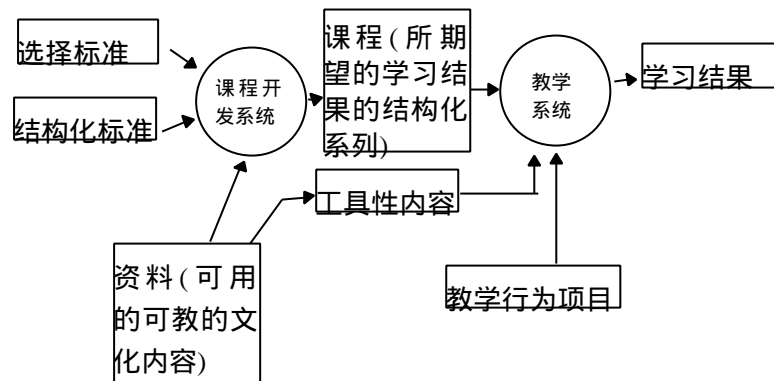 选择标准
结构化标准
课程开
发系统
课程(所期
望的学习结
果的结构化
系列)
教学
系统
学习结果
工具性内容
资料(可用
的可教的文
化内容)
教学行为项目